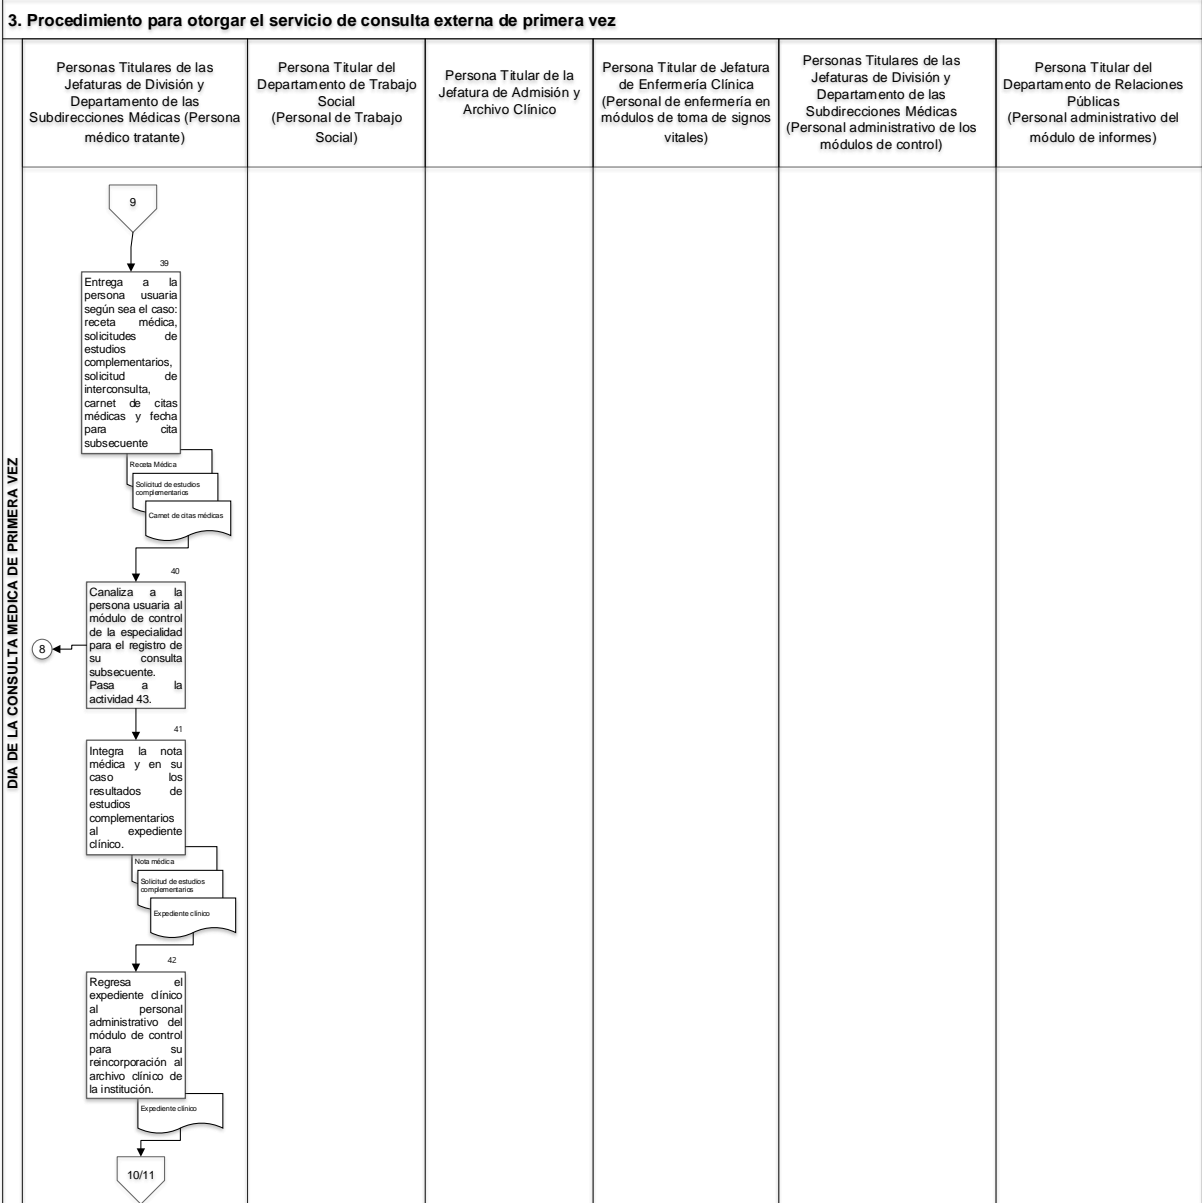 3. Procedimiento para otorgar el servicio de consulta externa de primera vez
Personas Titulares de las
Jefaturas de División y
Departamento de las
Subdirecciones Médicas (Persona
médico tratante)
Persona Titular del
Departamento de Trabajo
Social
(Personal de Trabajo
Social)
Persona Titular de la
Jefatura de Admisión y
Archivo Clínico
Persona Titular de Jefatura
de Enfermería Clínica
(Personal de enfermería en
módulos de toma de signos
vitales)
Personas Titulares de las
Jefaturas de División y
Departamento de las
Subdirecciones Médicas
(Personal administrativo de los
módulos de control)
Persona Titular del
Departamento de Relaciones
Públicas
(Personal administrativo del
módulo de informes)
DIA DE LA CONSULTA MEDICA DE PRIMERA VEZ
9
39
Entrega a la
persona usuaria
según sea el caso:
receta médica,
solicitudes de
estudios
complementarios,
solicitud de
interconsulta,
carnet de citas
médicas y fecha
para cita
subsecuente
Receta Médica
Solicitud de estudios
complementarios
Carnet de citas médicas
40
Canaliza a la
persona usuaria al
módulo de control
de la especialidad
para el registro de
su consulta
subsecuente.
Pasa a la
actividad 43.
8
41
Integra la nota
médica y en su
caso los
resultados de
estudios
complementarios
al expediente
clínico.
Nota médica
Solicitud de estudios
complementarios
Expediente clínico
42
Regresa el
expediente clínico
al personal
administrativo del
módulo de control
para su
reincorporación al
archivo clínico de
la institución.
Expediente clínico
10/11